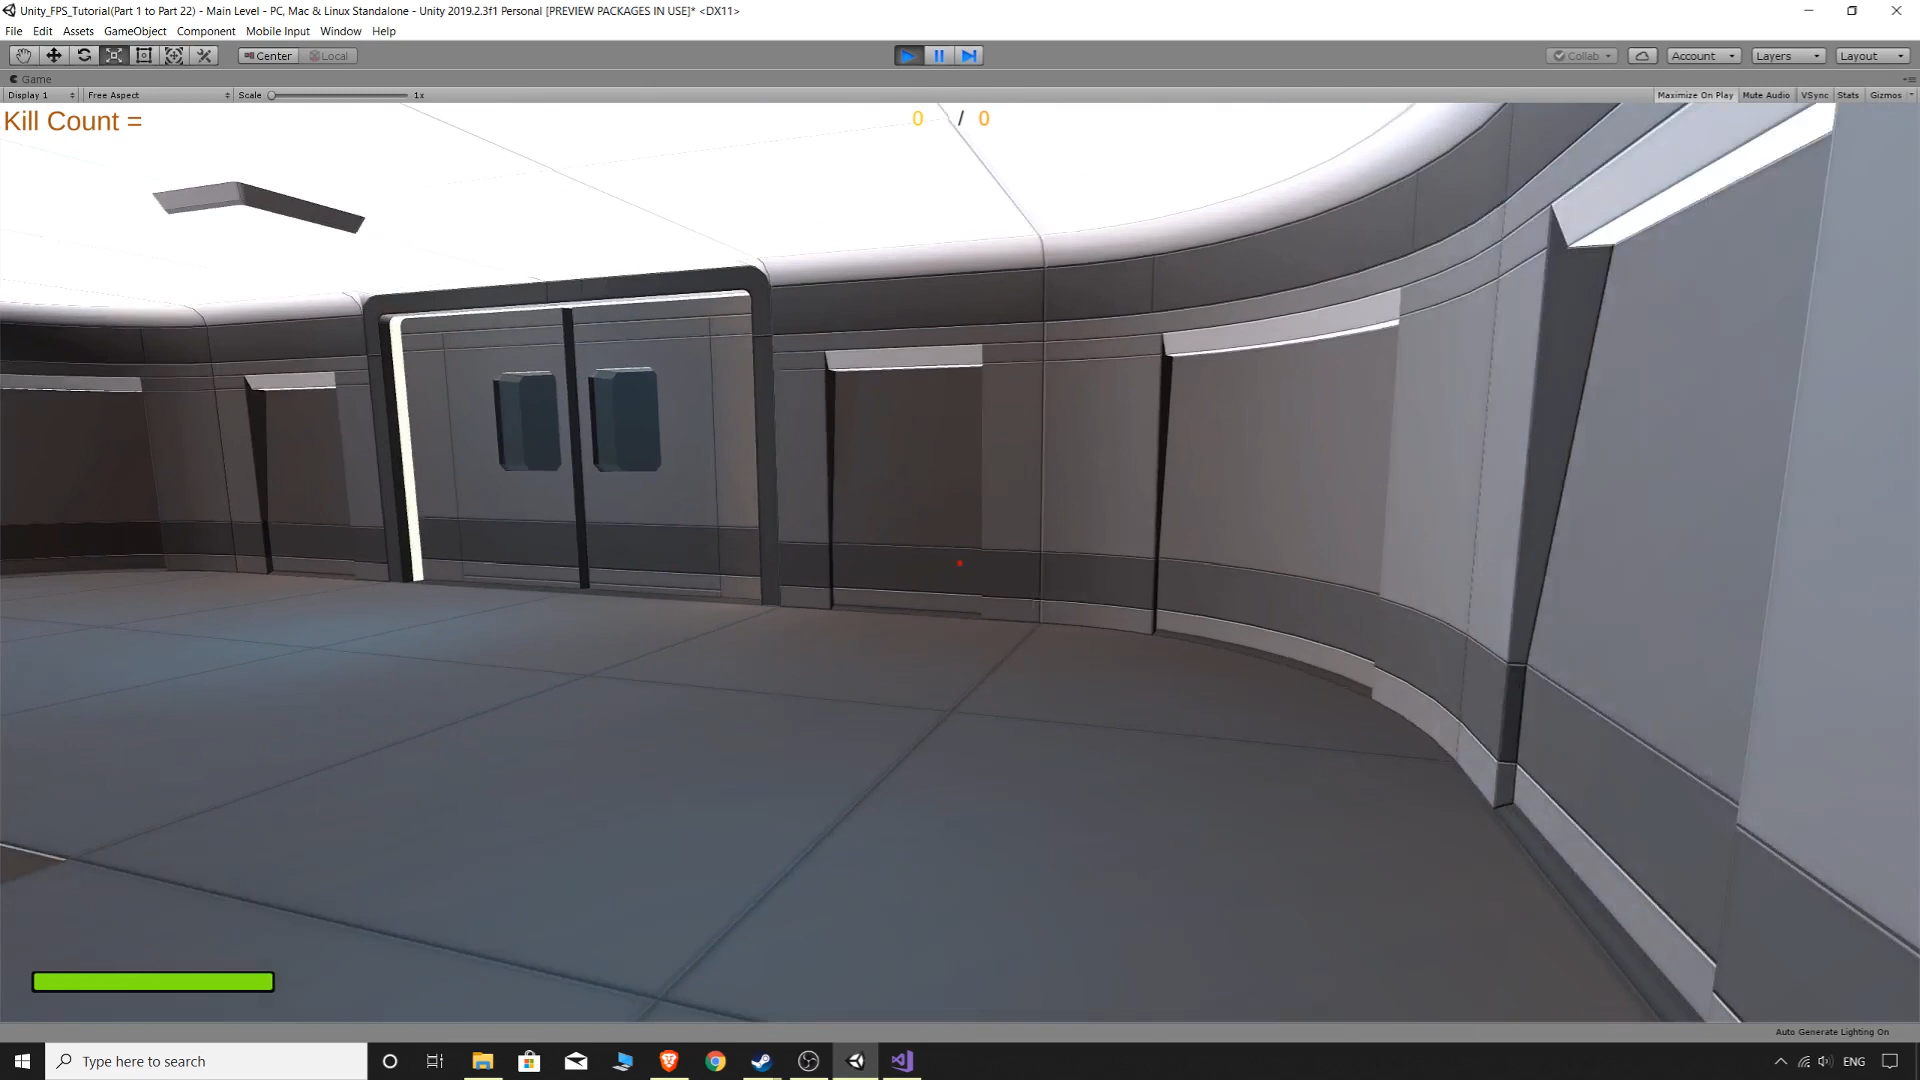 Unity_FPS_Tutorial(Part 1 to Part 22) - Main Level - PC, Mac & Linux Standalone - Unity 2019.2.3f1 Personal [PREVIEW PACKAGES IN USE]* <DX11>
File Edit Assets GameObject Component Mobile Input Window Help
Center Local Collab Account Layers Layout
Game
Display 1 Free Aspect Scale 1x Maximize On Play Mute Audio VSync Stats Gizmos
Kill Count = 0 / 0
Auto Generate Lighting On
Type here to search ENG